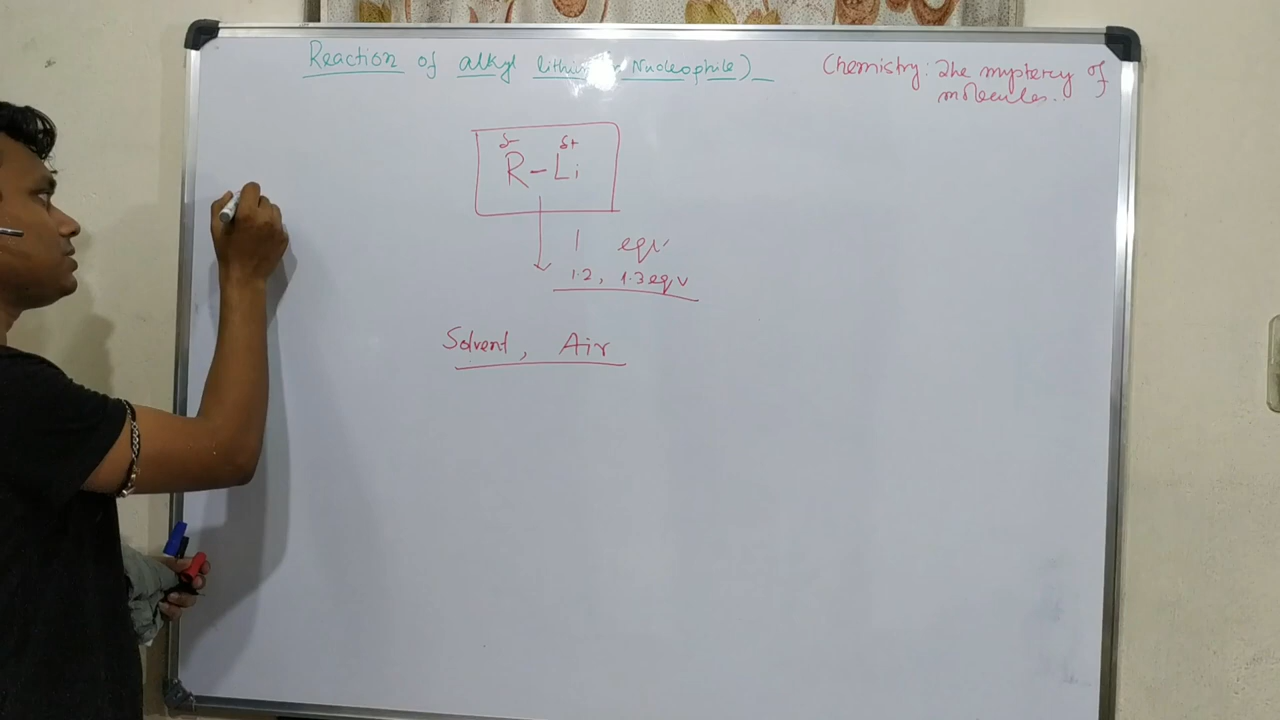 Reaction of alkyl Nucleophile)
Chemistry: The mystery of
molecules..
δ- δ+
R-Li
1 eqv
1.2, 1.3 eqv
Solvent, Air